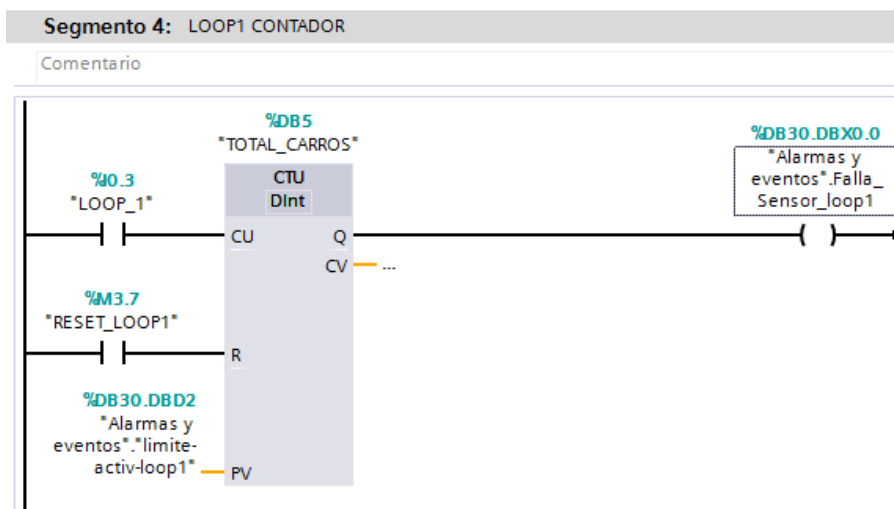 Segmento 4: LOOP1 CONTADOR
Comentario
%DB5
"TOTAL_CARROS"
%DB30.DBX0.0
"Alarmas y
eventos".Falla_
Sensor_loop1
%I0.3
"LOOP_1"
CTU
DInt
CU
Q
CV
...
%M3.7
"RESET_LOOP1"
R
%DB30.DBD2
"Alarmas y
eventos"."limite-
activ-loop1"
PV